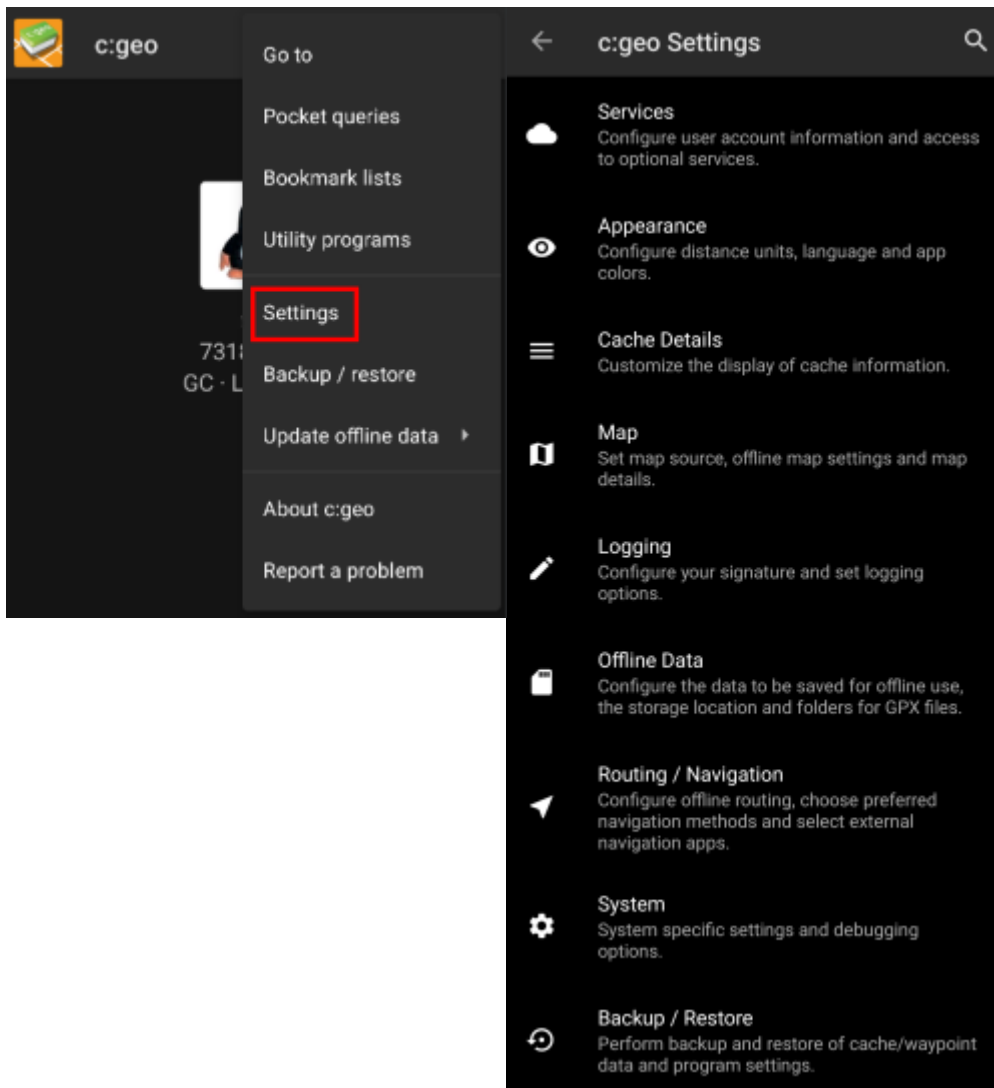 c:geo
Go to
Pocket queries
Bookmark lists
Utility programs
Settings
731
GC · L
Backup / restore
Update offline data
About c:geo
Report a problem
c:geo Settings
Services
Configure user account information and access
to optional services.
Appearance
Configure distance units, language and app
colors.
Cache Details
Customize the display of cache information.
Map
Set map source, offline map settings and map
details.
Logging
Configure your signature and set logging
options.
Offline Data
Configure the data to be saved for offline use,
the storage location and folders for GPX files.
Routing / Navigation
Configure offline routing, choose preferred
navigation methods and select external
navigation apps.
System
System specific settings and debugging
options.
Backup / Restore
Perform backup and restore of cache/waypoint
data and program settings.